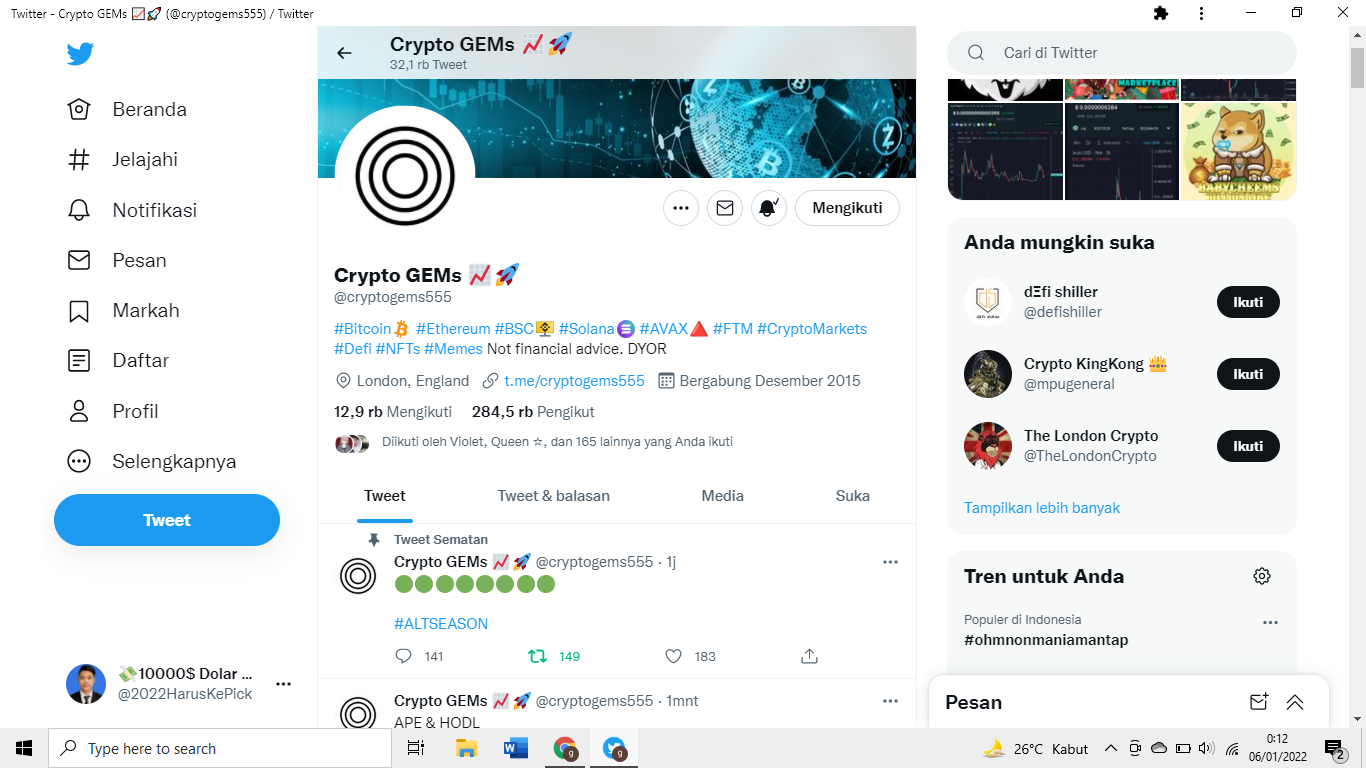 Twitter - Crypto GEMs 📈🚀 (@cryptogems555) / Twitter
Beranda
Jelajahi
Notifikasi
Pesan
Markah
Daftar
Profil
Selengkapnya
Tweet
💸10000$ Dolar ...
@2022HarusKePick
Crypto GEMs 📈🚀
32,1 rb Tweet
Mengikuti
Crypto GEMs 📈🚀
@cryptogems555
#Bitcoin #Ethereum #BSC #Solana #AVAX🔺 #FTM #CryptoMarkets
#Defi #NFTs #Memes Not financial advice. DYOR
London, England t.me/cryptogems555 Bergabung Desember 2015
12,9 rb Mengikuti 284,5 rb Pengikut
Diikuti oleh Violet, Queen ☆, dan 165 lainnya yang Anda ikuti
Tweet Tweet & balasan Media Suka
Tweet Sematan
Crypto GEMs 📈🚀 @cryptogems555 · 1j
🟢🟢🟢🟢🟢🟢🟢🟢
#ALTSEASON
141 149 183
Crypto GEMs 📈🚀 @cryptogems555 · 1mnt
APE & HODL
Cari di Twitter
MARKETPLACE
BABYCHEEMS
Anda mungkin suka
dΞfi shiller
@defishiller
Ikuti
Crypto KingKong 👑
@mpugeneral
Ikuti
The London Crypto
@TheLondonCrypto
Ikuti
Tampilkan lebih banyak
Tren untuk Anda
Populer di Indonesia
#ohmnonmaniamantap
Pesan
Type here to search
26°C Kabut
0:12
06/01/2022
2